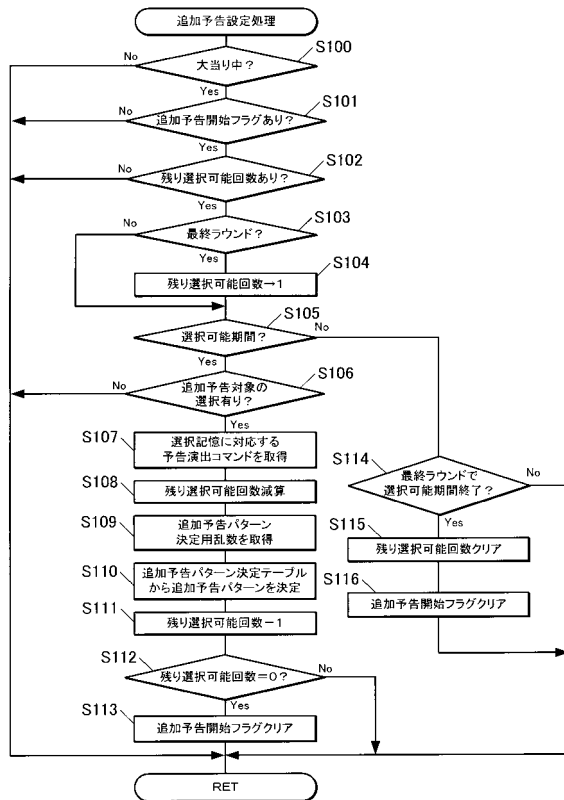 追加予告設定処理
S100
No
大当り中?
Yes
S101
No
追加予告開始フラグあり?
Yes
S102
No
残り選択可能回数あり?
Yes
S103
No
最終ラウンド?
Yes
S104
残り選択可能回数→1
S105
選択可能期間?
No
Yes
S106
追加予告対象の
選択有り?
No
Yes
S107
選択記憶に対応する
予告演出コマンドを取得
S108
残り選択可能回数減算
S109
追加予告パターン
決定用乱数を取得
S110
追加予告パターン決定テーブル
から追加予告パターンを決定
S111
残り選択可能回数-1
S112
残り選択可能回数=0?
No
Yes
S113
追加予告開始フラグクリア
S114
最終ラウンドで
選択可能期間終了?
No
Yes
S115
残り選択可能回数クリア
S116
追加予告開始フラグクリア
RET